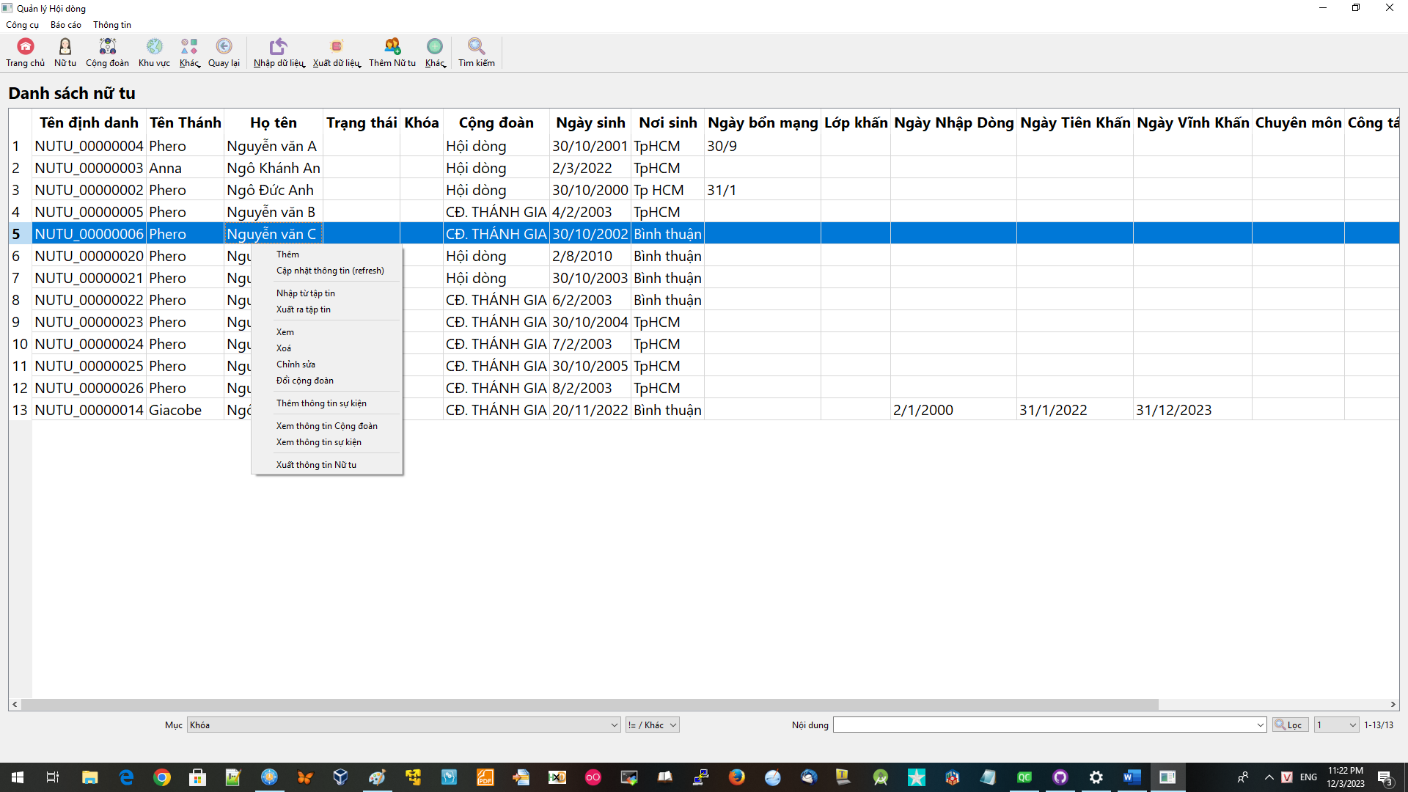 Quản lý Hội dòng
Công cụ Báo cáo Thông tin
Trang chủ Nữ tu Cộng đoàn Khu vực Khác Quay lại Nhập dữ liệu Xuất dữ liệu Thêm Nữ tu Khác Tìm kiếm
Danh sách nữ tu
Tên định danh Tên Thánh Họ tên Trạng thái Khóa Cộng đoàn Ngày sinh Nơi sinh Ngày bổn mạng Lớp khấn Ngày Nhập Dòng Ngày Tiên Khấn Ngày Vĩnh Khấn Chuyên môn Công tá
1 NUTU_00000004 Phero Nguyễn văn A Hội dòng 30/10/2001 TpHCM 30/9
2 NUTU_00000003 Anna Ngô Khánh An Hội dòng 2/3/2022 TpHCM
3 NUTU_00000002 Phero Ngô Đức Anh Hội dòng 30/10/2000 Tp HCM 31/1
4 NUTU_00000005 Phero Nguyễn văn B CĐ. THÁNH GIA 4/2/2003 TpHCM
5 NUTU_00000006 Phero Nguyễn văn C CĐ. THÁNH GIA 30/10/2002 Bình thuận
6 NUTU_00000020 Phero Ngu Hội dòng 2/8/2010 Bình thuận
7 NUTU_00000021 Phero Ngu Hội dòng 30/10/2003 Bình thuận
8 NUTU_00000022 Phero Ngu CĐ. THÁNH GIA 6/2/2003 Bình thuận
9 NUTU_00000023 Phero Ngu CĐ. THÁNH GIA 30/10/2004 TpHCM
10 NUTU_00000024 Phero Ngu CĐ. THÁNH GIA 7/2/2003 TpHCM
11 NUTU_00000025 Phero Ngu CĐ. THÁNH GIA 30/10/2005 TpHCM
12 NUTU_00000026 Phero Ngu CĐ. THÁNH GIA 8/2/2003 TpHCM
13 NUTU_00000014 Giacobe Ngô CĐ. THÁNH GIA 20/11/2022 Bình thuận 2/1/2000 31/1/2022 31/12/2023
Thêm
Cập nhật thông tin (refresh)
Nhập từ tập tin
Xuất ra tập tin
Xem
Xoá
Chỉnh sửa
Đổi cộng đoàn
Thêm thông tin sự kiện
Xem thông tin Cộng đoàn
Xem thông tin sự kiện
Xuất thông tin Nữ tu
Mục Khóa != / Khác Nội dung Lọc 1 1-13/13
ENG 11:22 PM
12/3/2023 3